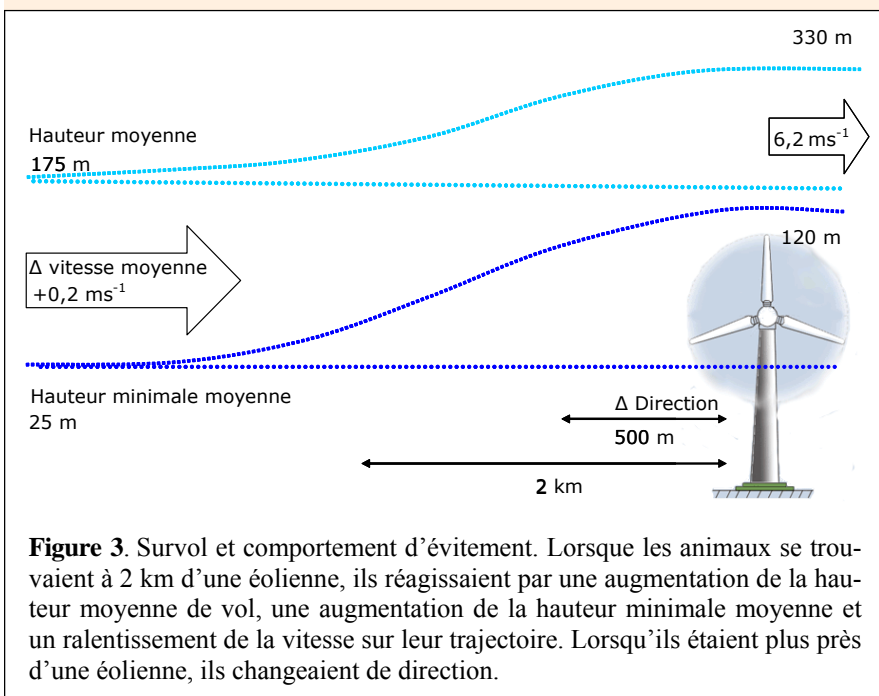 330 m
Hauteur moyenne
175 m
6,2 ms⁻¹
120 m
Δ vitesse moyenne
+0,2 ms⁻¹
Hauteur minimale moyenne
25 m
Δ Direction
500 m
2 km
Figure 3. Survol et comportement d’évitement. Lorsque les animaux se trou-
vaient à 2 km d’une éolienne, ils réagissaient par une augmentation de la hau-
teur moyenne de vol, une augmentation de la hauteur minimale moyenne et
un ralentissement de la vitesse sur leur trajectoire. Lorsqu’ils étaient plus près
d’une éolienne, ils changeaient de direction.